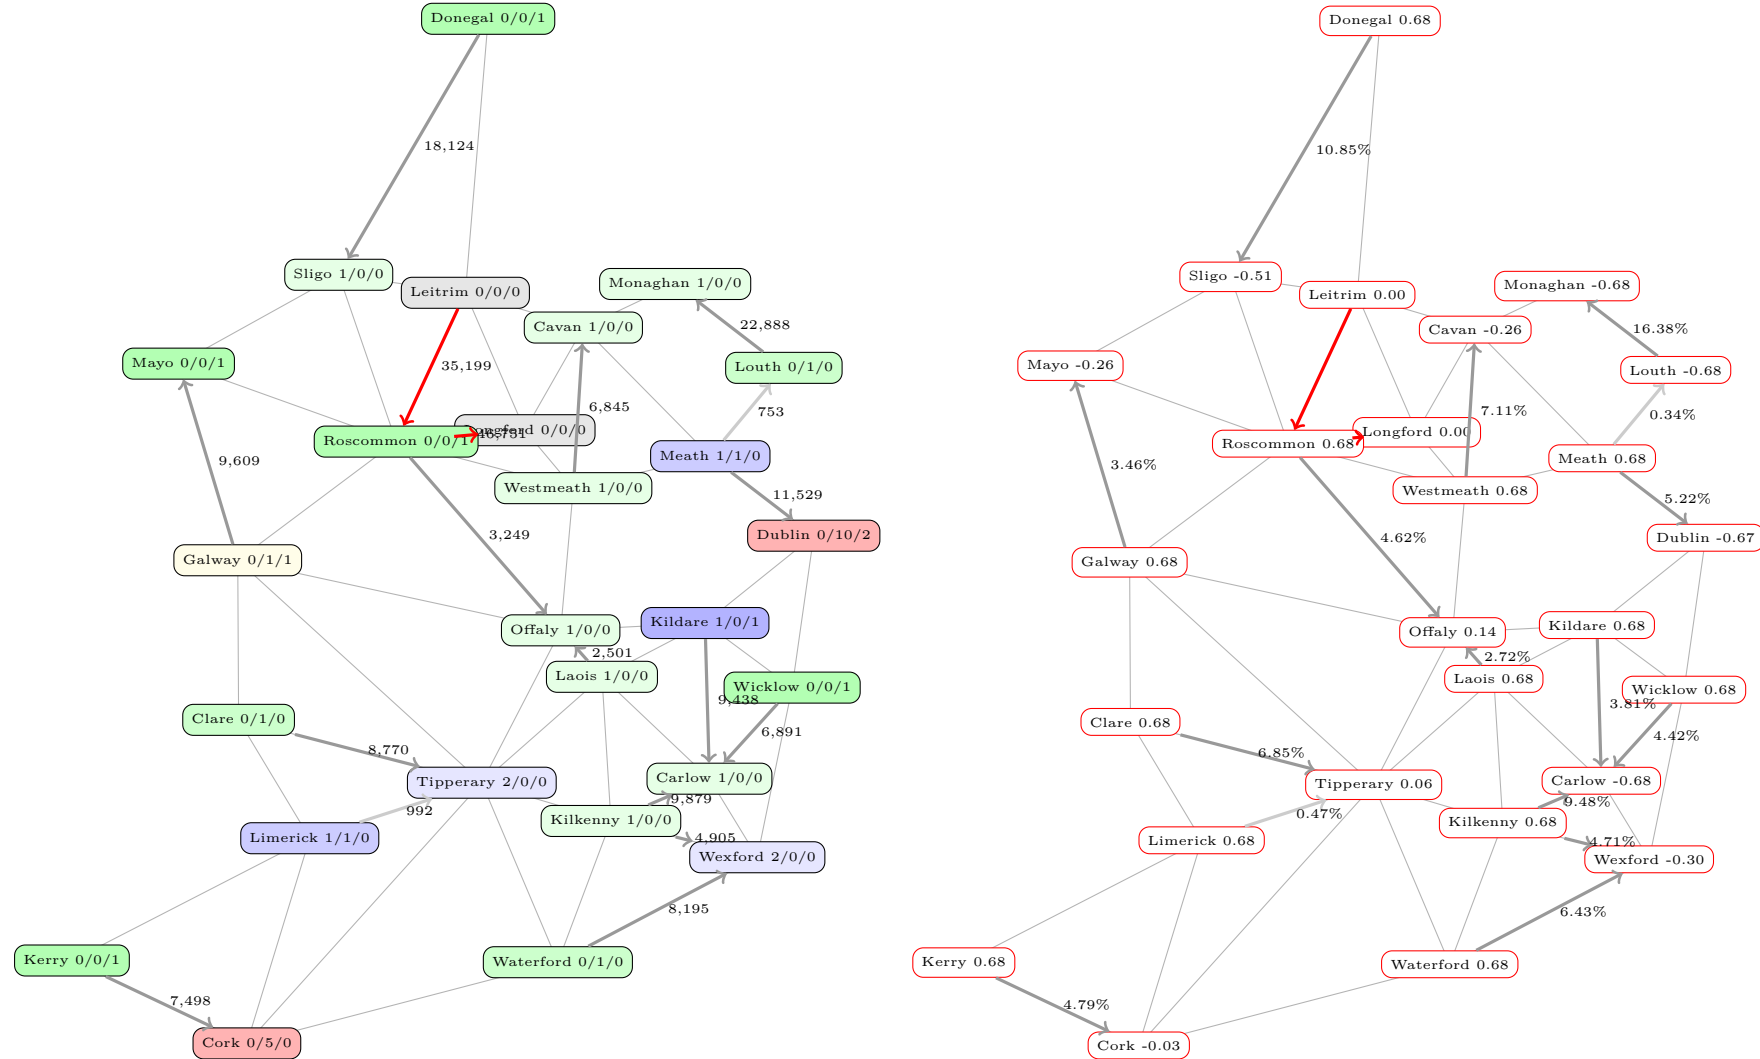 Donegal 0/0/1
18,124
Sligo 1/0/0
Leitrim 0/0/0
Monaghan 1/0/0
Cavan 1/0/0
22,888
Mayo 0/0/1
35,199
Louth 0/1/0
6,845
753
Roscommon 0/0/1
Longford 0/0/0
46,751
Meath 1/1/0
9,609
Westmeath 1/0/0
11,529
3,249
Dublin 0/10/2
Galway 0/1/1
Offaly 1/0/0
Kildare 1/0/1
2,501
Laois 1/0/0
Wicklow 0/0/1
9,438
Clare 0/1/0
6,891
8,770
Tipperary 2/0/0
Carlow 1/0/0
9,879
992
Kilkenny 1/0/0
Limerick 1/1/0
4,905
Wexford 2/0/0
8,195
Kerry 0/0/1
Waterford 0/1/0
7,498
Cork 0/5/0
Donegal 0.68
10.85%
Sligo -0.51
Leitrim 0.00
Monaghan -0.68
Cavan -0.26
16.38%
Mayo -0.26
Louth -0.68
7.11%
0.34%
Roscommon 0.68
Longford 0.00
Meath 0.68
3.46%
Westmeath 0.68
5.22%
4.62%
Dublin -0.67
Galway 0.68
Offaly 0.14
Kildare 0.68
2.72%
Laois 0.68
Wicklow 0.68
3.81%
Clare 0.68
4.42%
6.85%
Tipperary 0.06
Carlow -0.68
9.48%
0.47%
Kilkenny 0.68
Limerick 0.68
4.71%
Wexford -0.30
6.43%
Kerry 0.68
Waterford 0.68
4.79%
Cork -0.03